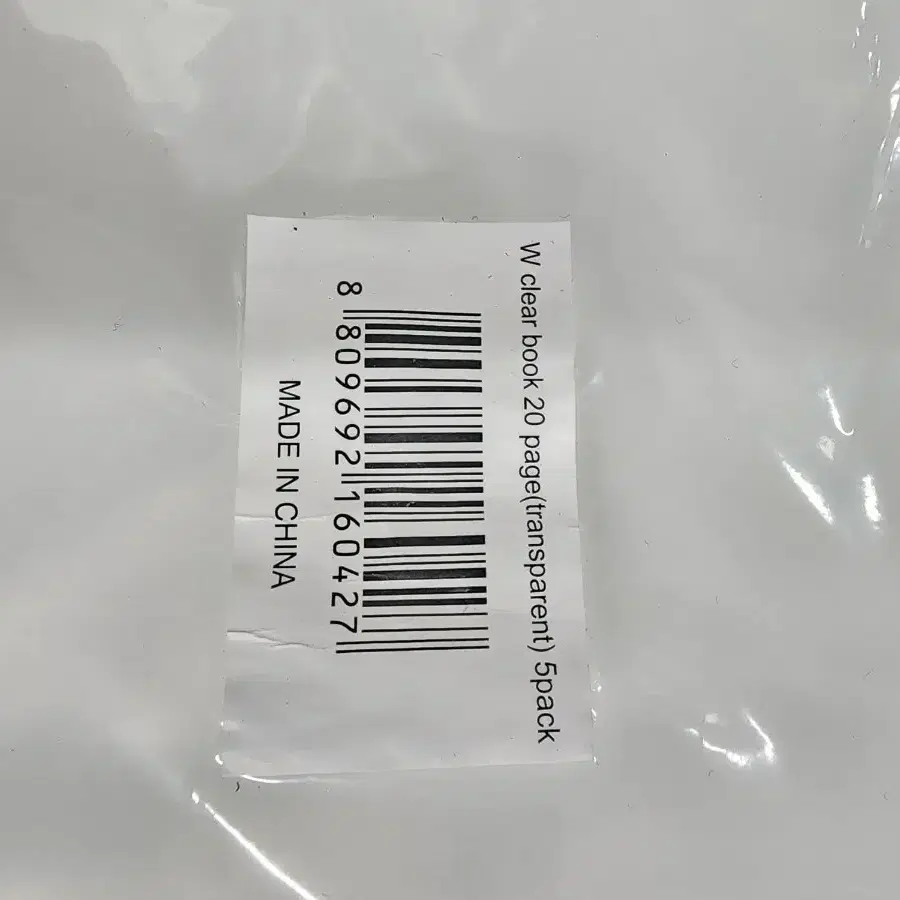 W clear book 20 page(transparent) 5pack
8 809692 160427
MADE IN CHINA